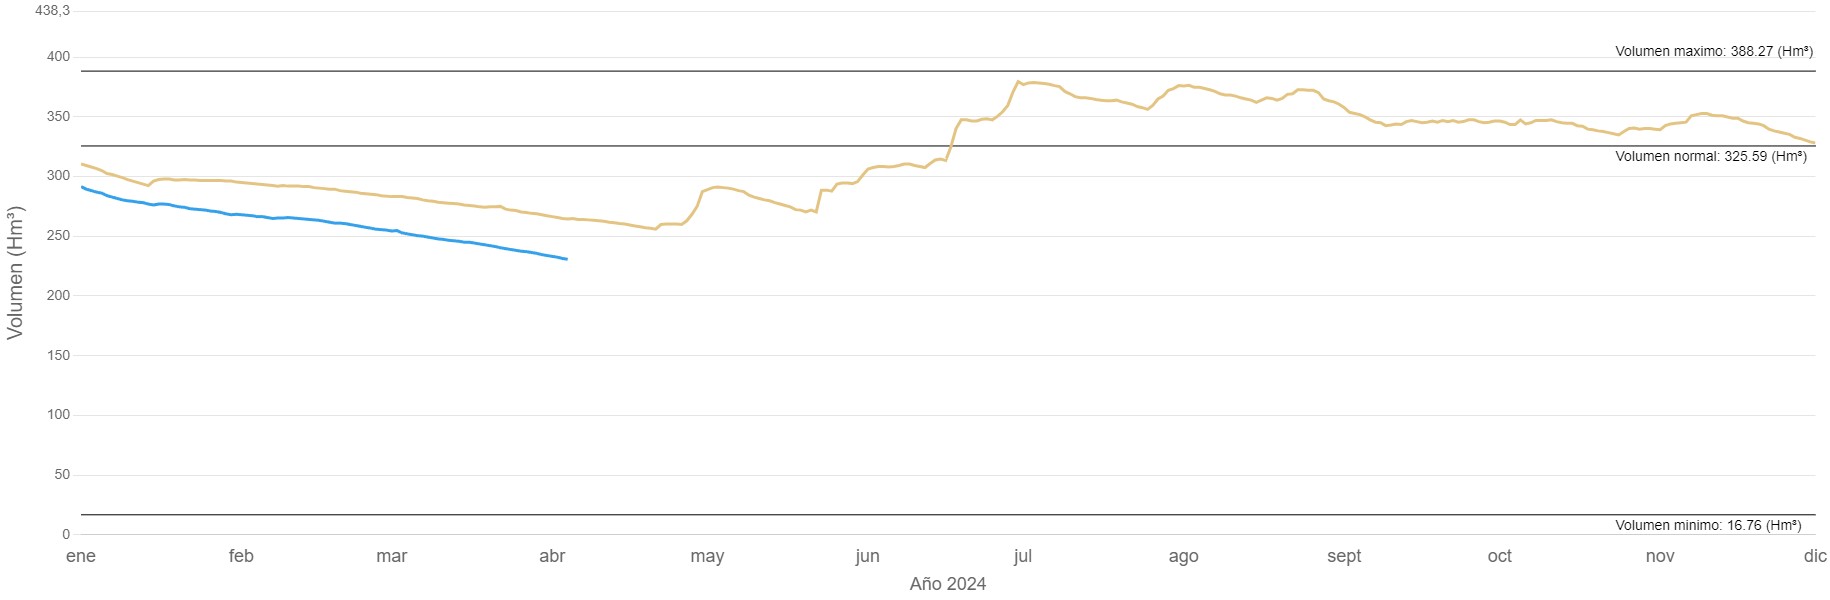 438,3
400
350
300
250
200
150
100
50
0
Volumen (Hm³)
Volumen maximo: 388.27 (Hm³)
Volumen normal: 325.59 (Hm³)
Volumen minimo: 16.76 (Hm³)
ene feb mar abr may jun jul ago sept oct nov dic
Año 2024